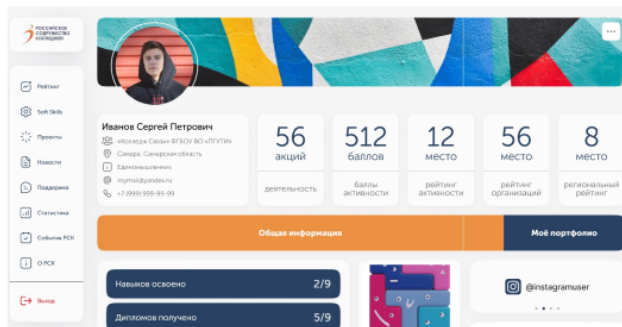 РОССИЙСКОЕ
СОДРУЖЕСТВО
КОЛЛЕДЖЕЙ
Рейтинг
Soft Skills
Проекты
Новости
Поддержка
Статистика
События РСК
О РСК
Выход
Иванов Сергей Петрович
«Колледж Связи» ФГБОУ ВО «ПГУТИ»
Самара, Самарская область
Единомышленник
mymail@yandex.ru
+7 (999) 999-99-99
56
акций
деятельность
512
баллов
баллы
активности
12
место
рейтинг
активности
56
место
рейтинг
организаций
8
место
региональный
рейтинг
Общая информация
Моё портфолио
Навыков освоено 2/9
Дипломов получено 5/9
@instagramuser